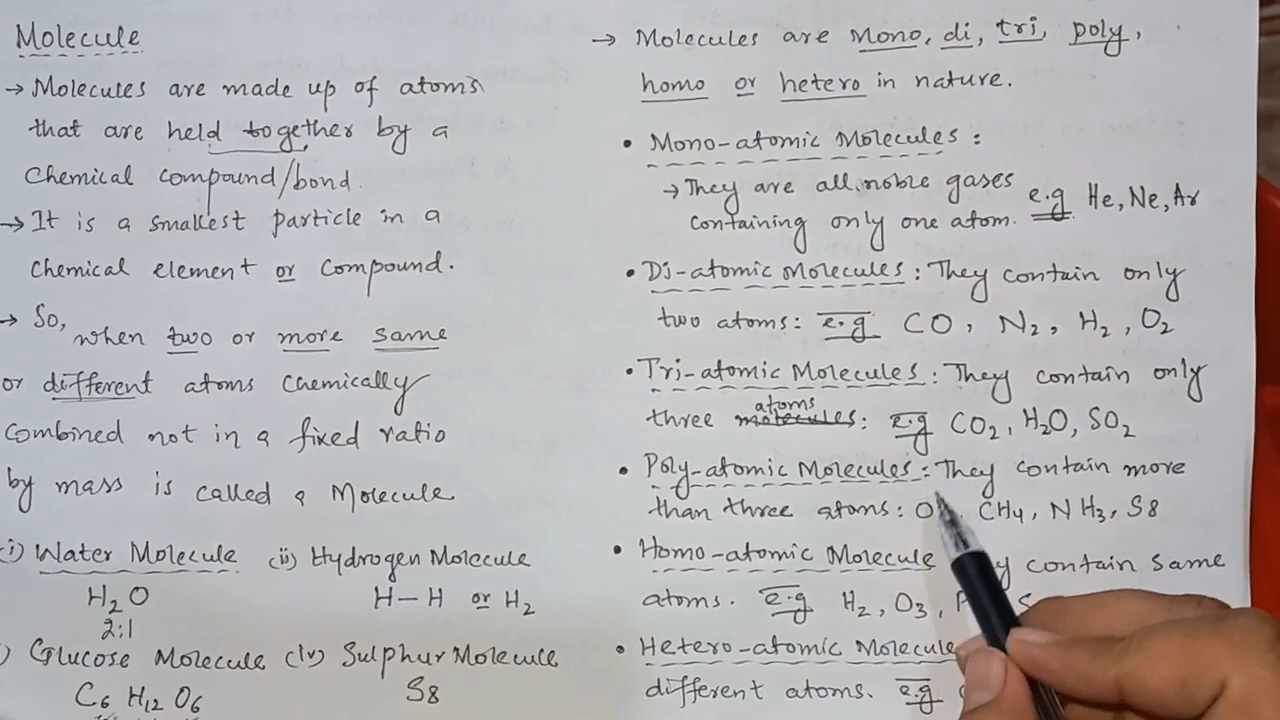 Molecule
→ Molecules are made up of atoms
that are held together by a
Chemical compound/bond.
→ It is a smallest particle in a
chemical element or compound.
→ So, when two or more same
or different atoms chemically
combined not in a fixed ratio
by mass is called a Molecule
i) Water Molecule (ii) Hydrogen Molecule
H2O H-H or H2
2:1
) Glucose Molecule (iv) Sulphur Molecule
C6 H12 O6 S8
→ Molecules are Mono, di, tri, poly,
homo or hetero in nature.
• Mono-atomic Molecules:
→ They are all noble gases e.g He, Ne, Ar
containing only one atom.
• Di-atomic Molecules: They contain only
two atoms: e.g CO, N2, H2, O2
• Tri-atomic Molecules: They contain only
three atoms molecules: e.g CO2, H2O, SO2
• Poly-atomic Molecules: They contain more
than three atoms: CH4, NH3, S8
• Homo-atomic Molecule contain same
atoms. e.g H2, O3,
• Hetero-atomic Molecule
different atoms. e.g